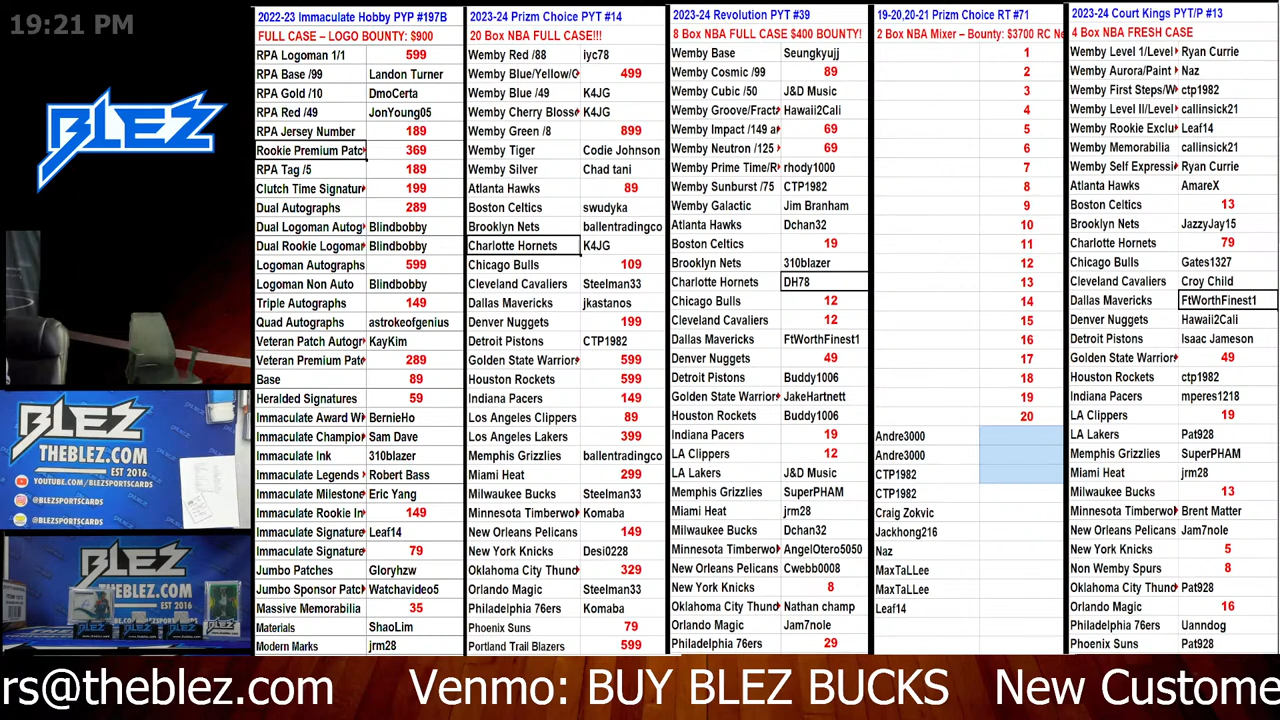 19:21 PM
BLEZ
BLEZ
THEBLEZ.COM
EST 2016
YOUTUBE.COM/BLEZSPORTSCARDS
@BLEZSPORTSCARDS
@BLEZSPORTSCARDS
BLEZ
THEBLEZ.COM
EST 2016
2022-23 Immaculate Hobby PYP #197B
FULL CASE – LOGO BOUNTY: $900
RPA Logoman 1/1 599
RPA Base /99 Landon Turner
RPA Gold /10 DmoCerta
RPA Red /49 JonYoung05
RPA Jersey Number 189
Rookie Premium Patc 369
RPA Tag /5 189
Clutch Time Signatur 199
Dual Autographs 289
Dual Logoman Autog Blindbobby
Dual Rookie Logoma Blindbobby
Logoman Autographs 599
Logoman Non Auto Blindbobby
Triple Autographs 149
Quad Autographs astrokeofgenius
Veteran Patch Autogr KayKim
Veteran Premium Pat 289
Base 89
Heralded Signatures 59
Immaculate Award W BernieHo
Immaculate Champio Sam Dave
Immaculate Ink 310blazer
Immaculate Legends Robert Bass
Immaculate Mileston Eric Yang
Immaculate Rookie In 149
Immaculate Signatur Leaf14
Immaculate Signatur 79
Jumbo Patches Gloryhzw
Jumbo Sponsor Patc Watchavideo5
Massive Memorabilia 35
Materials ShaoLim
Modern Marks jrm28
2023-24 Prizm Choice PYT #14
20 Box NBA FULL CASE!!!
Wemby Red /88 iyc78
Wemby Blue/Yellow/G 499
Wemby Blue /49 K4JG
Wemby Cherry Bloss K4JG
Wemby Green /8 899
Wemby Tiger Codie Johnson
Wemby Silver Chad tani
Atlanta Hawks 89
Boston Celtics swudyka
Brooklyn Nets ballentradingco
Charlotte Hornets K4JG
Chicago Bulls 109
Cleveland Cavaliers Steelman33
Dallas Mavericks jkastanos
Denver Nuggets 199
Detroit Pistons CTP1982
Golden State Warrior 599
Houston Rockets 599
Indiana Pacers 149
Los Angeles Clippers 89
Los Angeles Lakers 399
Memphis Grizzlies ballentradingco
Miami Heat 299
Milwaukee Bucks Steelman33
Minnesota Timberwo Komaba
New Orleans Pelicans 149
New York Knicks Desi0228
Oklahoma City Thund 329
Orlando Magic Steelman33
Philadelphia 76ers Komaba
Phoenix Suns 79
Portland Trail Blazers 599
2023-24 Revolution PYT #39
8 Box NBA FULL CASE $400 BOUNTY!
Wemby Base Seungkyujj
Wemby Cosmic /99 89
Wemby Cubic /50 J&D Music
Wemby Groove/Fract Hawaii2Cali
Wemby Impact /149 a 69
Wemby Neutron /125 69
Wemby Prime Time/R rhody1000
Wemby Sunburst /75 CTP1982
Wemby Galactic Jim Branham
Atlanta Hawks Dchan32
Boston Celtics 19
Brooklyn Nets 310blazer
Charlotte Hornets DH78
Chicago Bulls 12
Cleveland Cavaliers 12
Dallas Mavericks FtWorthFinest1
Denver Nuggets 49
Detroit Pistons Buddy1006
Golden State Warrior JakeHartnett
Houston Rockets Buddy1006
Indiana Pacers 19
LA Clippers 12
LA Lakers J&D Music
Memphis Grizzlies SuperPHAM
Miami Heat jrm28
Milwaukee Bucks Dchan32
Minnesota Timberwo AngelOtero5050
New Orleans Pelicans Cwebb0008
New York Knicks 8
Oklahoma City Thund Nathan champ
Orlando Magic Jam7nole
Philadelphia 76ers 29
19-20,20-21 Prizm Choice RT #71
2 Box NBA Mixer – Bounty: $3700 RC Ne
1
2
3
4
5
6
7
8
9
10
11
12
13
14
15
16
17
18
19
20
Andre3000
Andre3000
CTP1982
CTP1982
Craig Zokvic
Jackhong216
Naz
MaxTaLLee
MaxTaLLee
Leaf14
2023-24 Court Kings PYT/P #13
4 Box NBA FRESH CASE
Wemby Level 1/Level Ryan Currie
Wemby Aurora/Paint Naz
Wemby First Steps/W ctp1982
Wemby Level II/Level callinsick21
Wemby Rookie Exclu Leaf14
Wemby Memorabilia callinsick21
Wemby Self Expressi Ryan Currie
Atlanta Hawks AmareX
Boston Celtics 13
Brooklyn Nets JazzyJay15
Charlotte Hornets 79
Chicago Bulls Gates1327
Cleveland Cavaliers Croy Child
Dallas Mavericks FtWorthFinest1
Denver Nuggets Hawaii2Cali
Detroit Pistons Isaac Jameson
Golden State Warrior 49
Houston Rockets ctp1982
Indiana Pacers mperes1218
LA Clippers 19
LA Lakers Pat928
Memphis Grizzlies SuperPHAM
Miami Heat jrm28
Milwaukee Bucks 13
Minnesota Timberwo Brent Matter
New Orleans Pelicans Jam7nole
New York Knicks 5
Non Wemby Spurs 8
Oklahoma City Thund Pat928
Orlando Magic 16
Philadelphia 76ers Uanndog
Phoenix Suns Pat928
rs@theblez.com Venmo: BUY BLEZ BUCKS New Custome